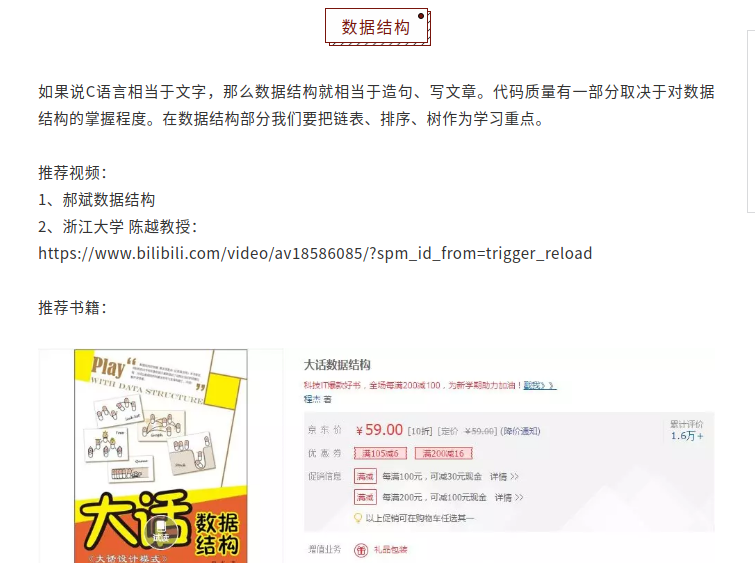 数据结构
如果说C语言相当于文字，那么数据结构就相当于造句、写文章。代码质量有一部分取决于对数据
结构的掌握程度。在数据结构部分我们要把链表、排序、树作为学习重点。
推荐视频：
1、郝斌数据结构
2、浙江大学 陈越教授：
https://www.bilibili.com/video/av18586085/?spm_id_from=trigger_reload
推荐书籍：
Play
WITH DATA STRUCTURE
大话
数据
结构
试读
《大话设计模式》
大话数据结构
科技IT爆款好书，全场每满200减100，为新学期助力加油！戳我》》
程杰 著
京 东 价 ￥59.00 [10折] [定价 ￥59.00] (降价通知)
累计评价
1.6万+
优 惠 券 满105减6 满200减16
促销信息 满减 每满100元，可减30元现金 详情 >>
满减 每满200元，可减100元现金 详情 >>
以上促销可在购物车任选其一
增值业务 礼品包装